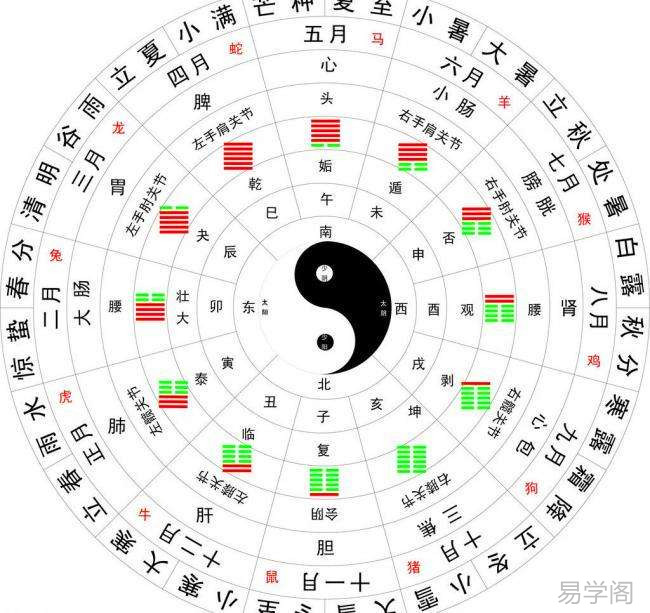 芒种
夏至
小暑
大暑
立秋
处暑
白露
秋分
寒露
霜降
立冬
小雪
大雪
冬至
小寒
大寒
立春
雨水
惊蛰
春分
清明
谷雨
立夏
小满
五月
马
六月
羊
七月
猴
八月
鸡
九月
狗
十月
猪
十一月
鼠
十二月
牛
正月
虎
二月
兔
三月
龙
四月
蛇
心
小肠
膀胱
肾
心包
三焦
胆
肝
肺
大肠
胃
脾
头
右手肩关节
右手肘关节
腰
右髋关节
右膝关节
会阴
左膝关节
左髋关节
腰
左手肘关节
左手肩关节
姤
遁
否
观
剥
坤
复
临
泰
大壮
夬
乾
午
未
申
酉
戌
亥
子
丑
寅
卯
辰
巳
南
西
北
东
少阴
太阴
少阳
易学阁